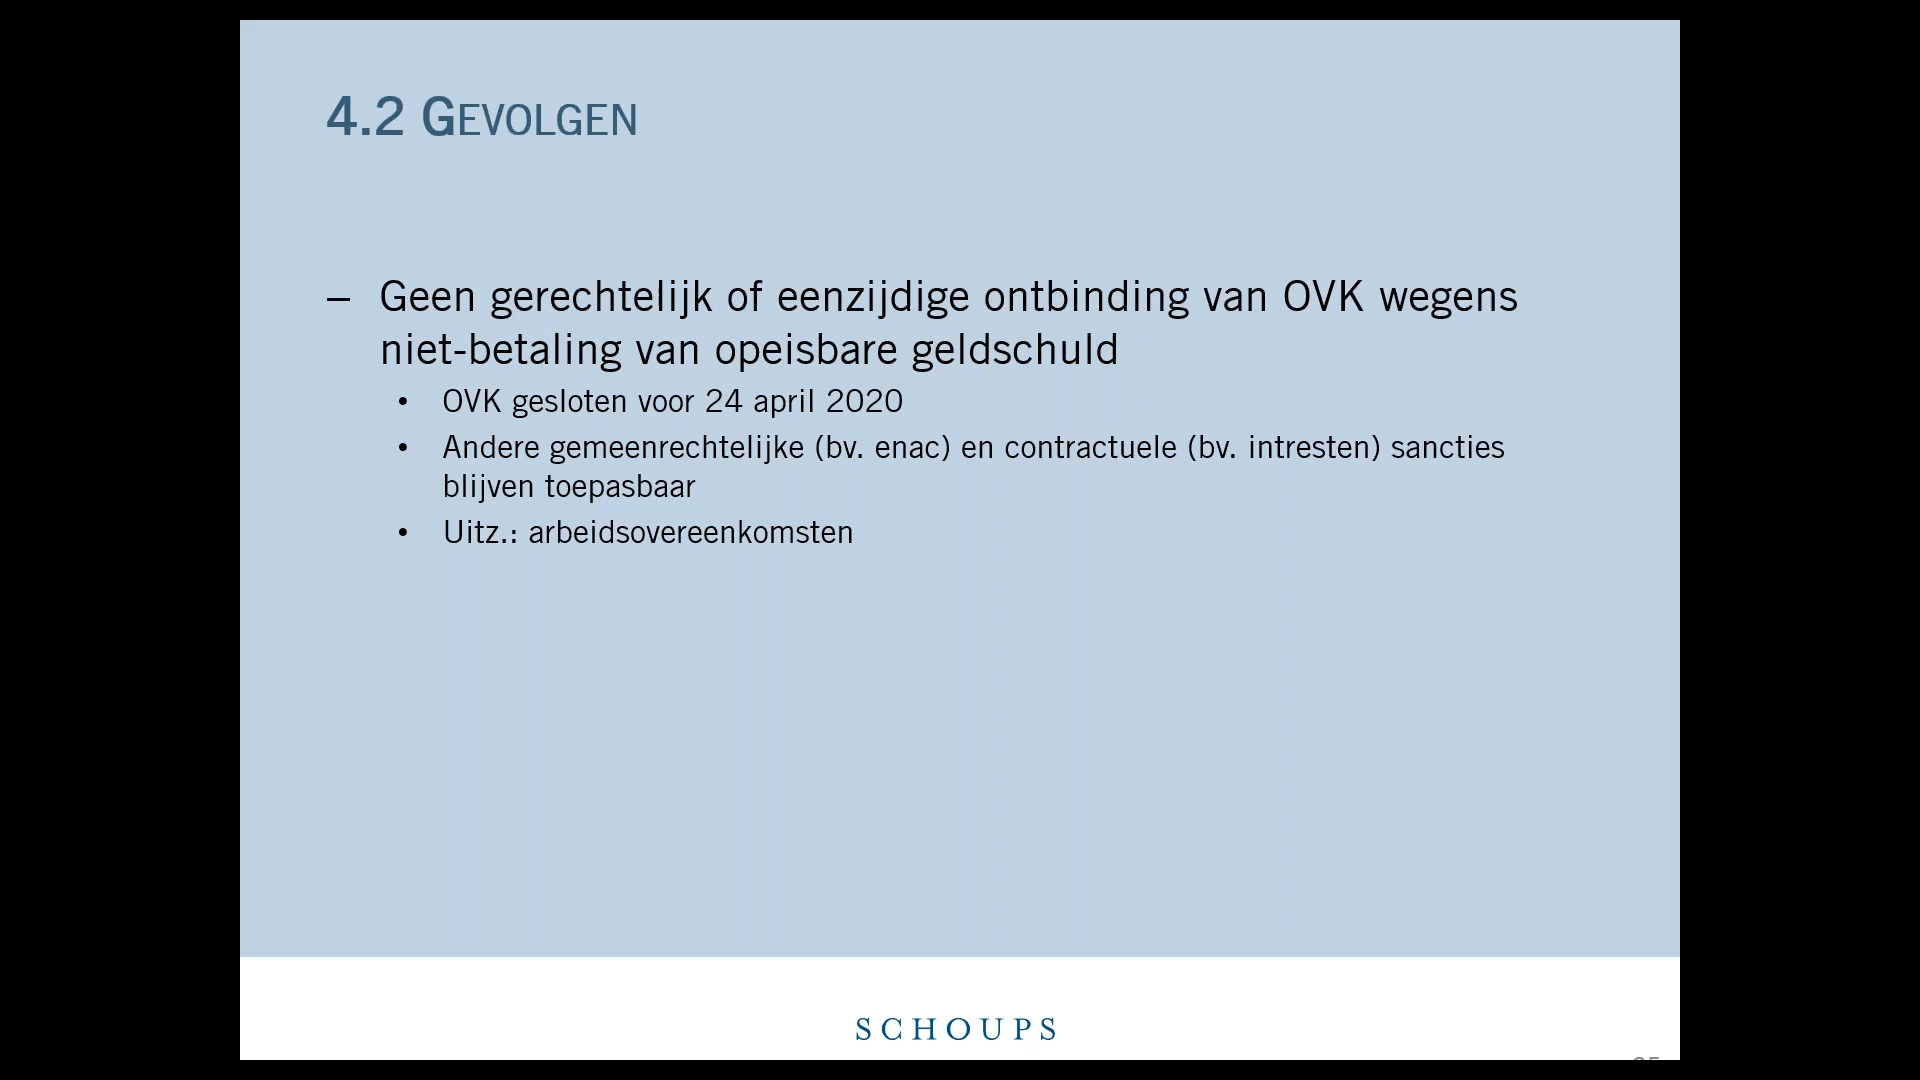 4.2 GEVOLGEN
– Geen gerechtelijk of eenzijdige ontbinding van OVK wegens
niet-betaling van opeisbare geldschuld
• OVK gesloten voor 24 april 2020
• Andere gemeenrechtelijke (bv. enac) en contractuele (bv. intresten) sancties
blijven toepasbaar
• Uitz.: arbeidsovereenkomsten
SCHOUPS